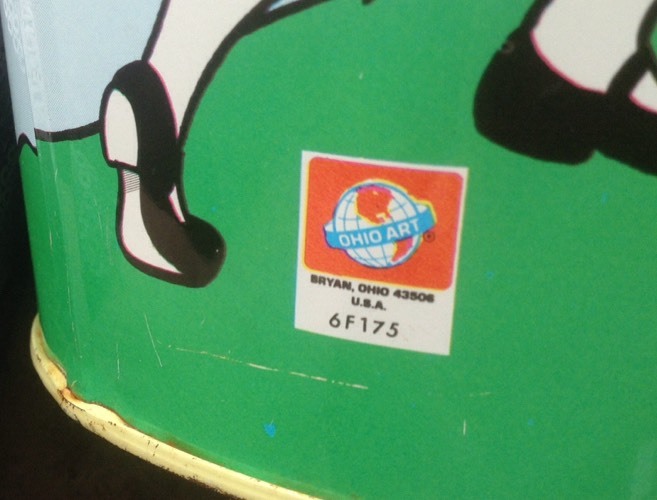 OHIO ART
®
BRYAN, OHIO 43506
U.S.A.
6F175